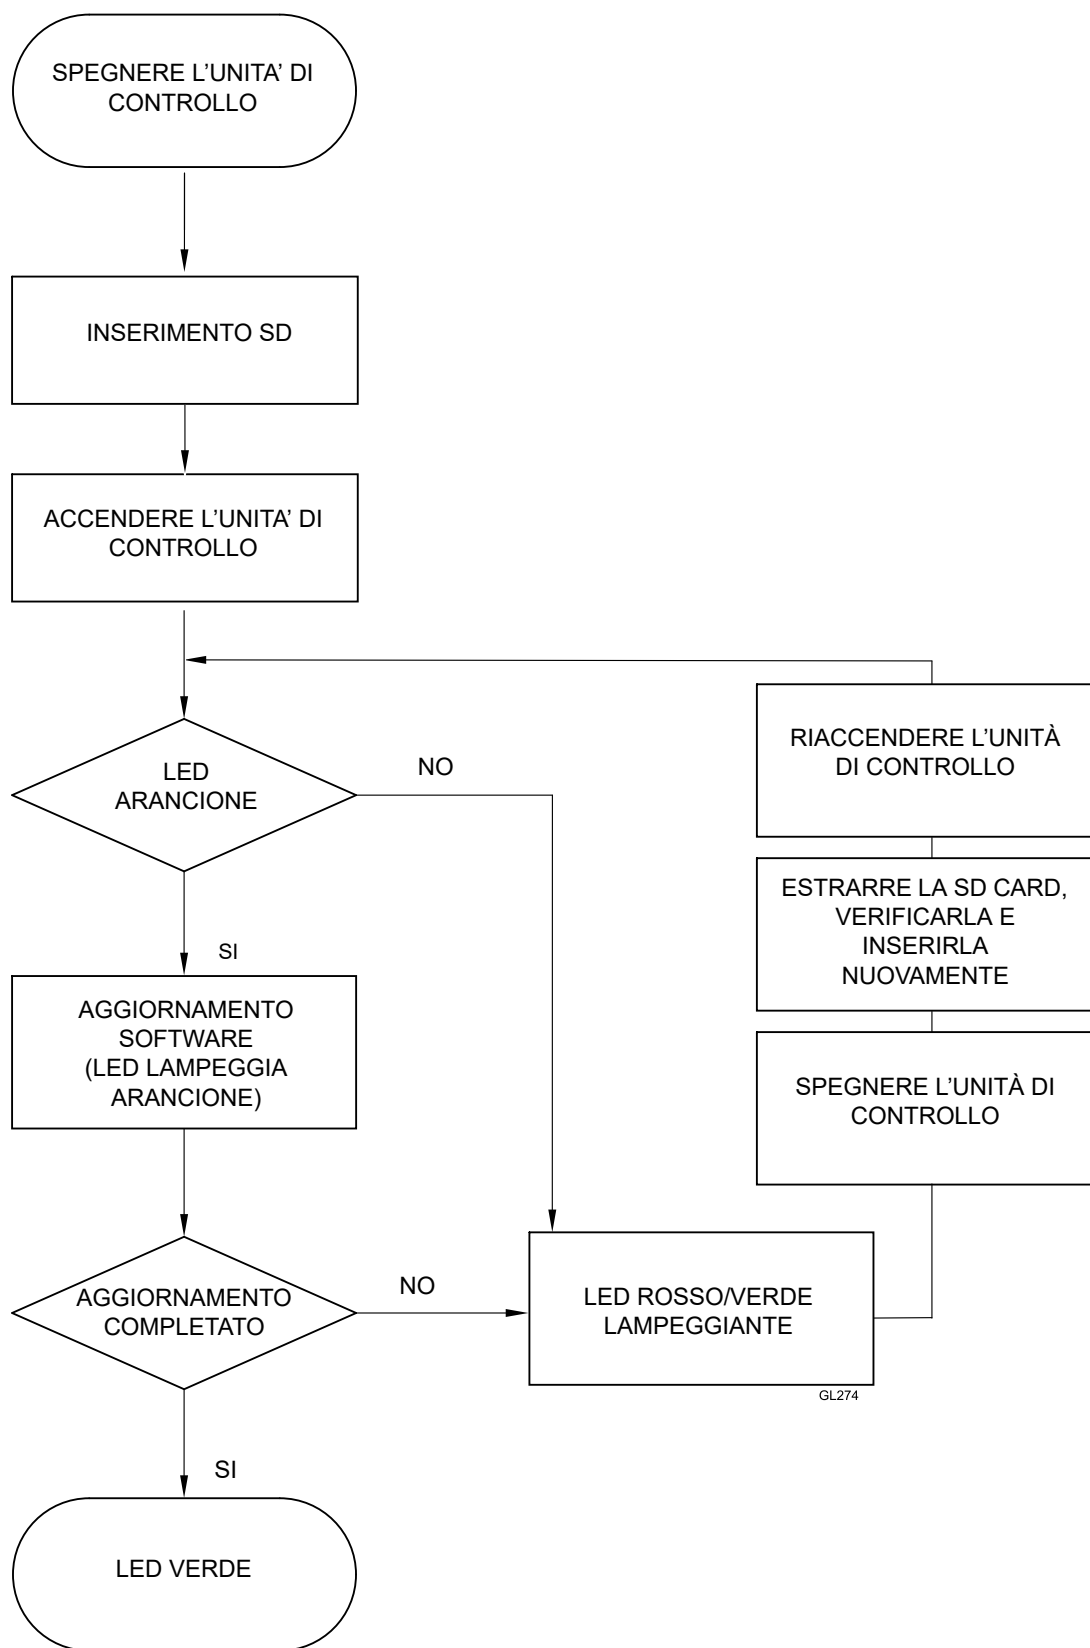 SPEGNERE L'UNITA' DI
CONTROLLO
INSERIMENTO SD
ACCENDERE L'UNITA' DI
CONTROLLO
LED
ARANCIONE
NO
SI
AGGIORNAMENTO
SOFTWARE
(LED LAMPEGGIA
ARANCIONE)
AGGIORNAMENTO
COMPLETATO
NO
SI
LED VERDE
LED ROSSO/VERDE
LAMPEGGIANTE
GL274
RIACCENDERE L'UNITÀ
DI CONTROLLO
ESTRARRE LA SD CARD,
VERIFICARLA E
INSERIRLA
NUOVAMENTE
SPEGNERE L'UNITÀ DI
CONTROLLO